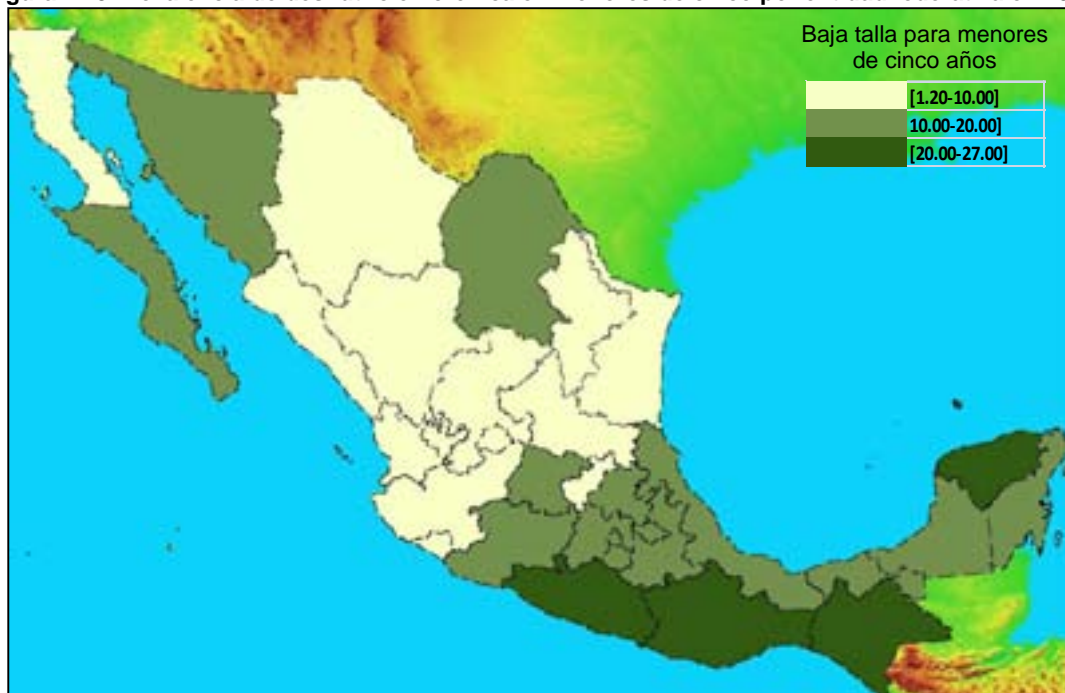 Baja talla para menores
de cinco años
[1.20-10.00]
10.00-20.00]
[20.00-27.00]